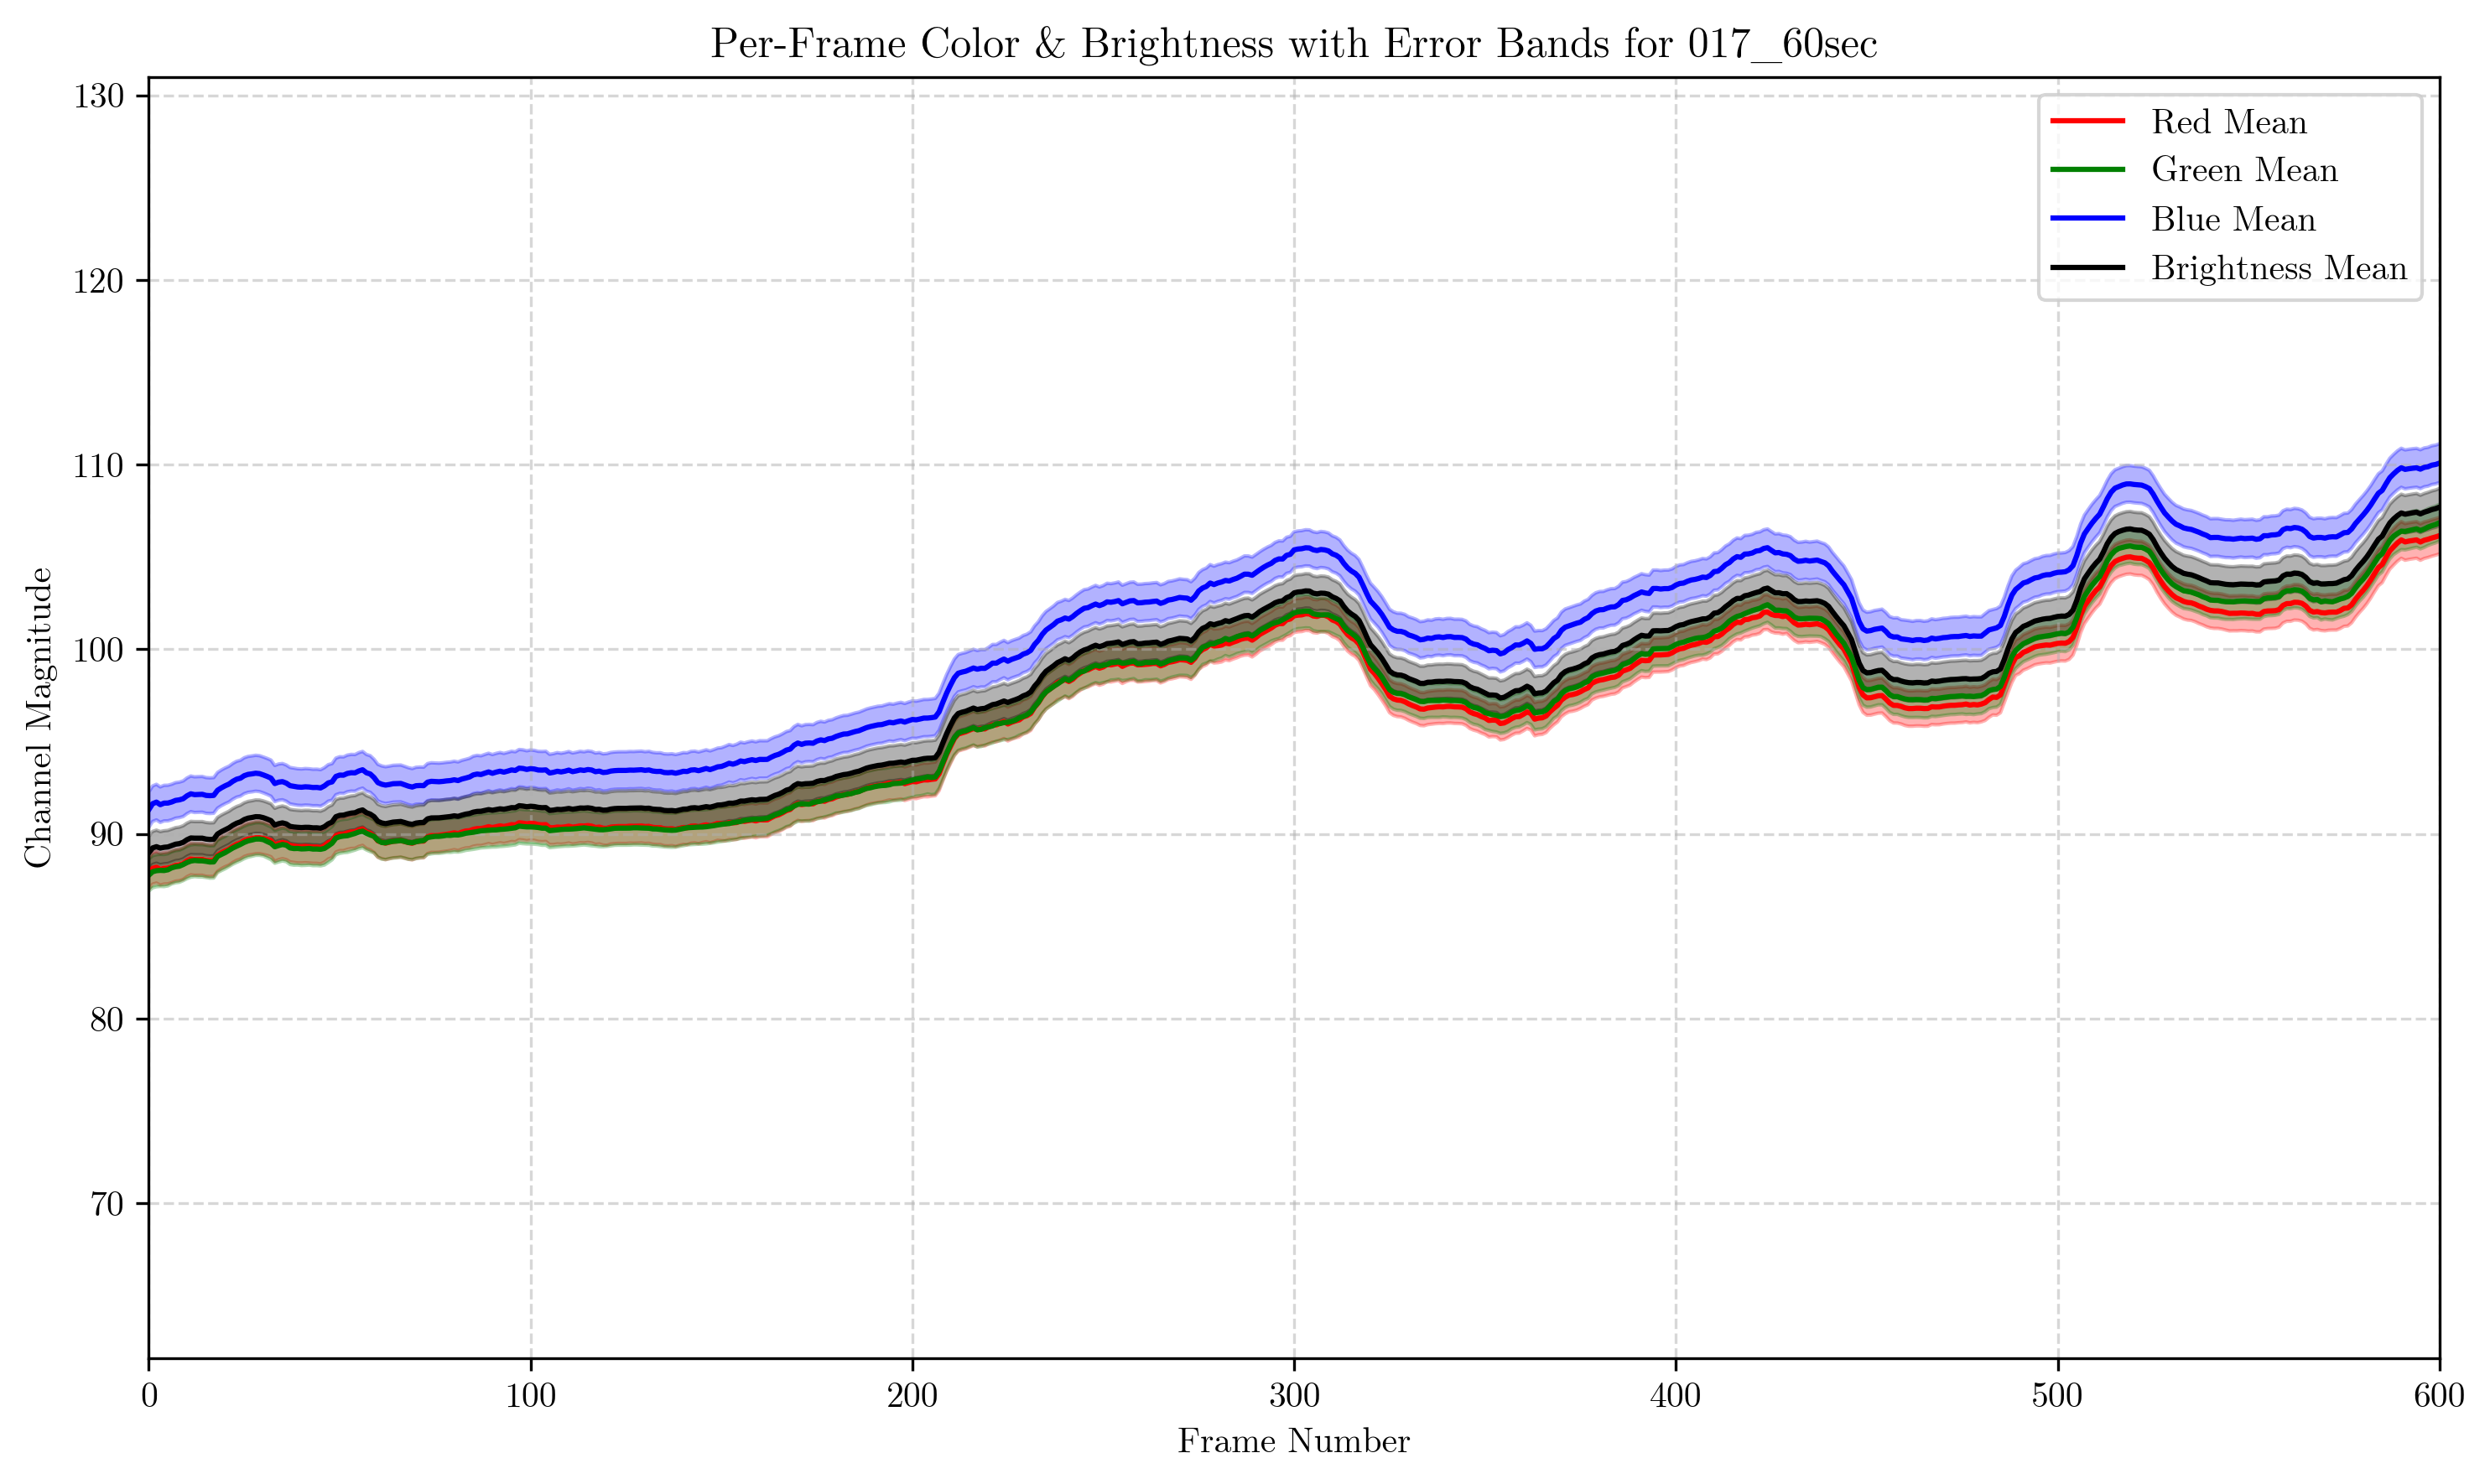 Per-Frame Color & Brightness with Error Bands for 017_60sec
Channel Magnitude
130
120
110
100
90
80
70
Red Mean
Green Mean
Blue Mean
Brightness Mean
0 100 200 300 400 500 600
Frame Number